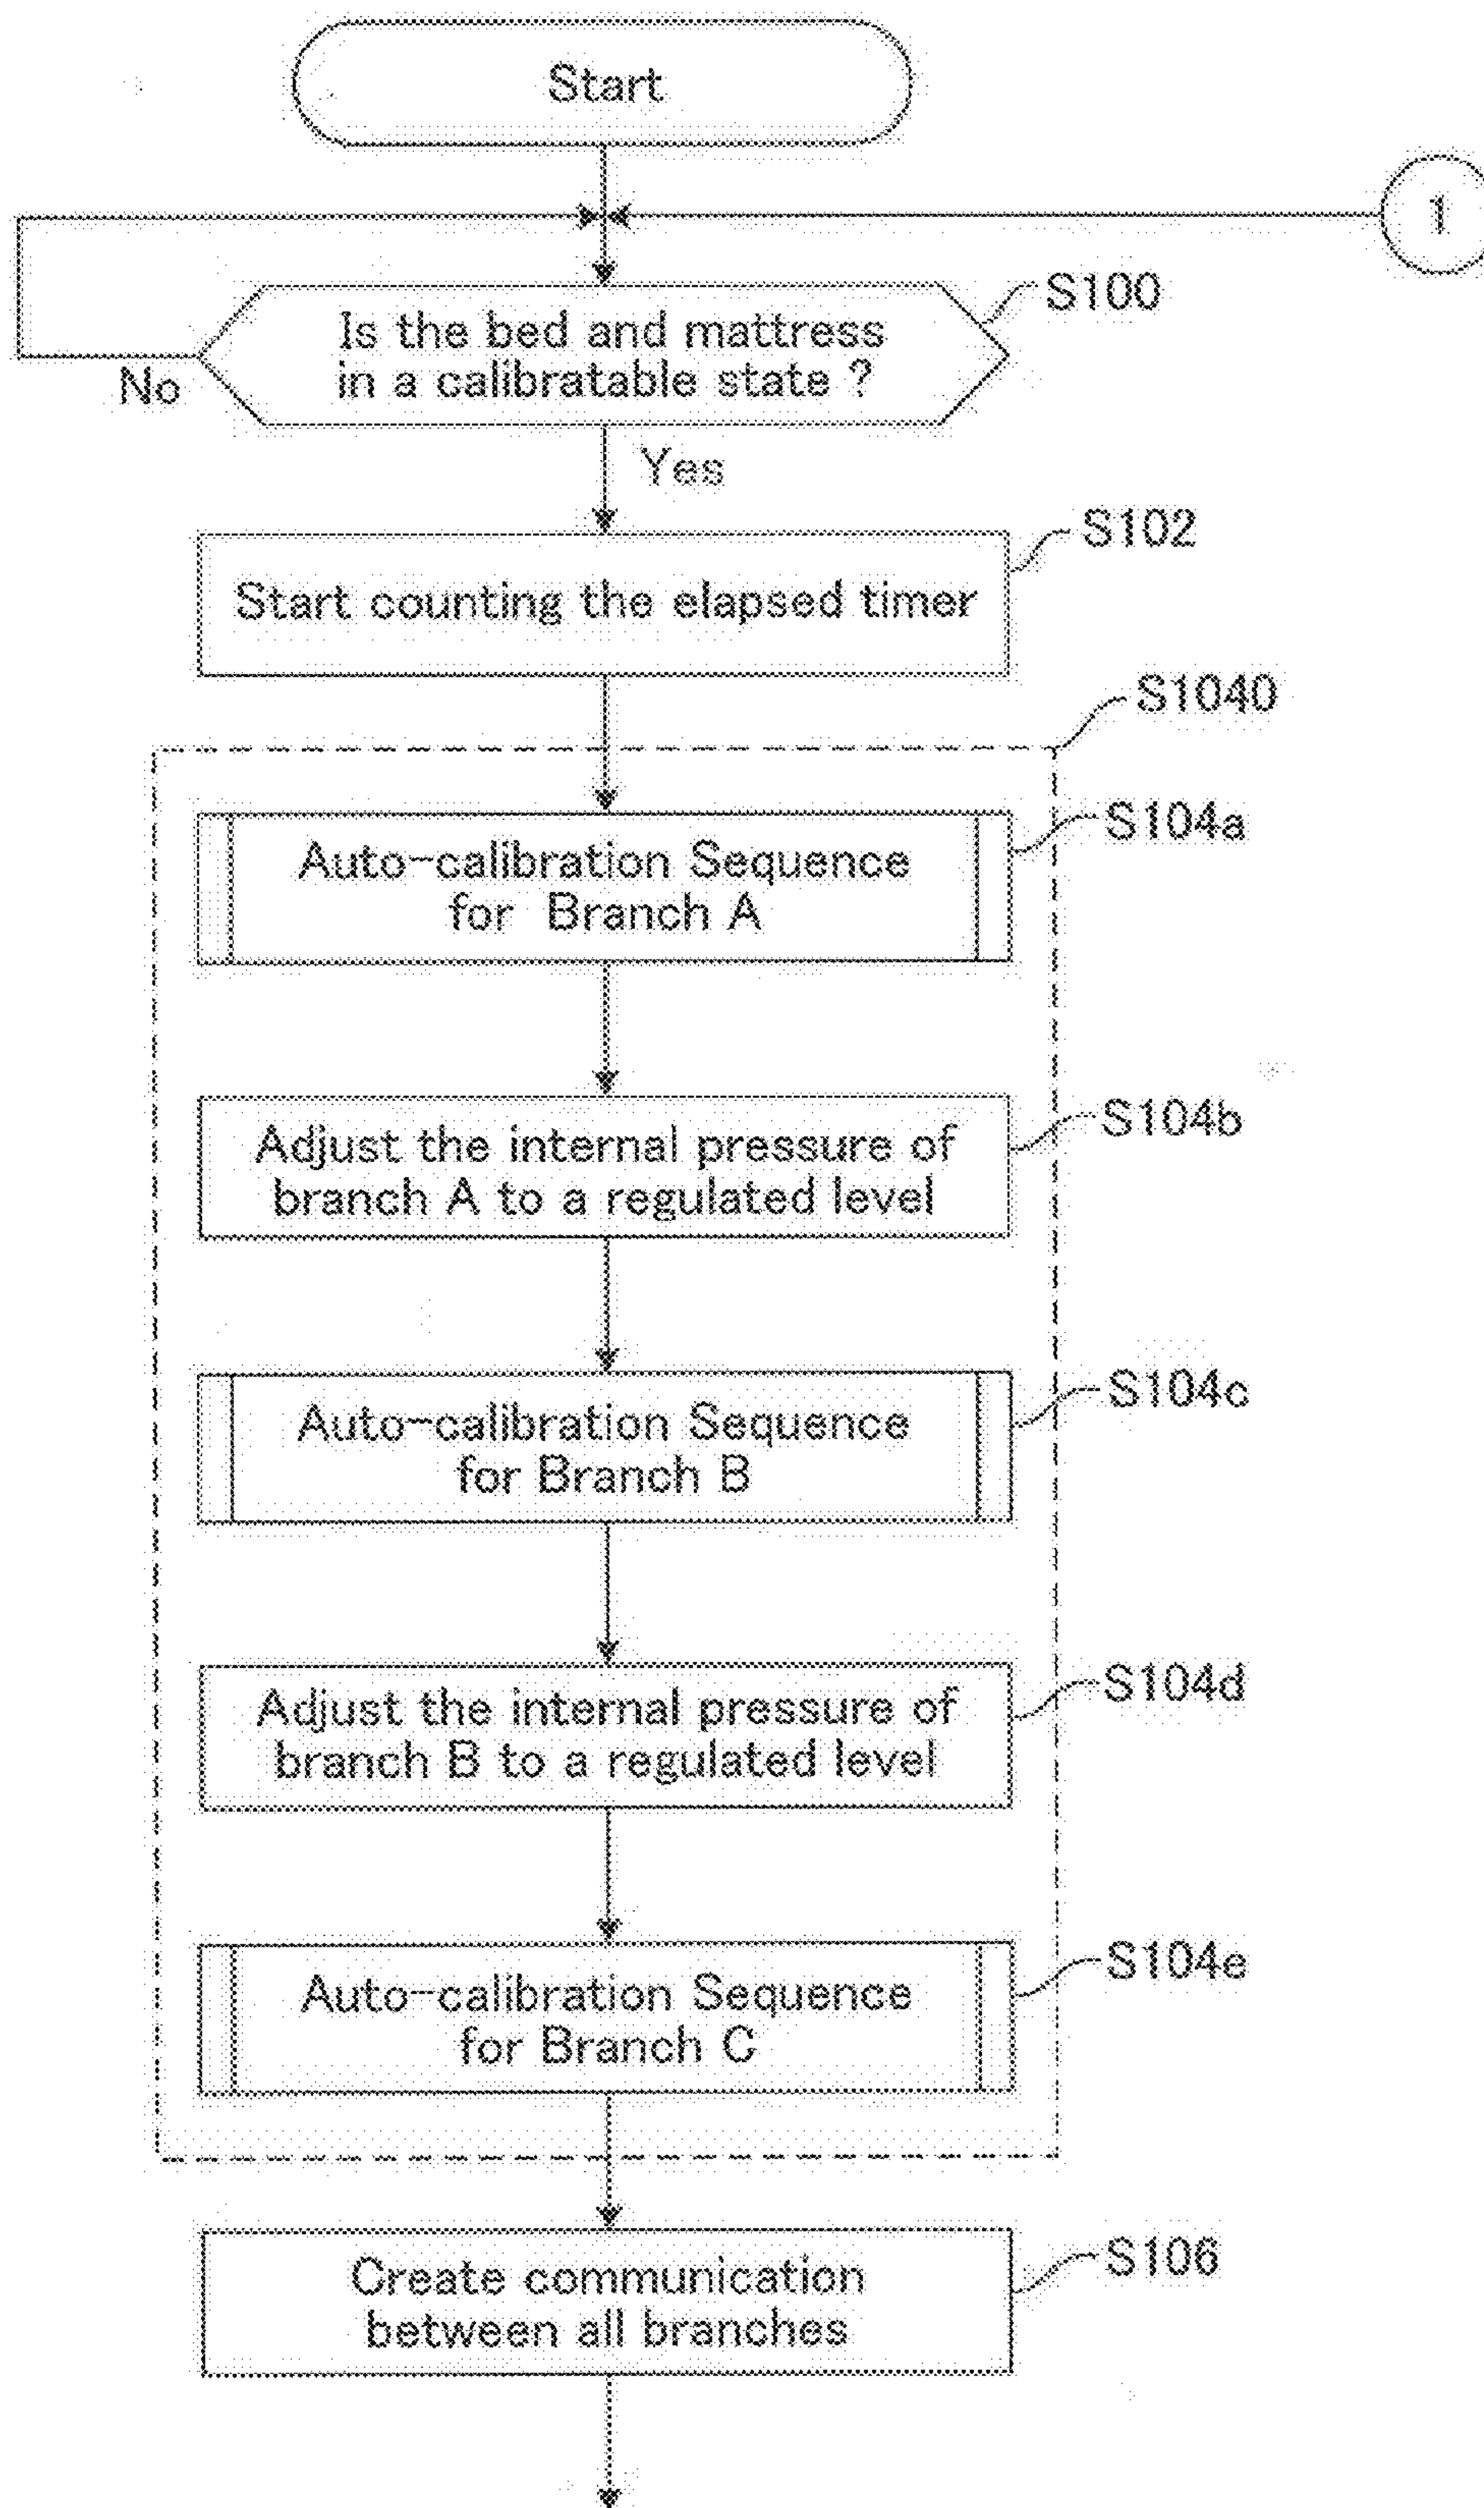 Start
1
S100
Is the bed and mattress
in a calibratable state ?
No
Yes
S102
Start counting the elapsed timer
S1040
S104a
Auto-calibration Sequence
for Branch A
S104b
Adjust the internal pressure of
branch A to a regulated level
S104c
Auto-calibration Sequence
for Branch B
S104d
Adjust the internal pressure of
branch B to a regulated level
S104e
Auto-calibration Sequence
for Branch C
S106
Create communication
between all branches